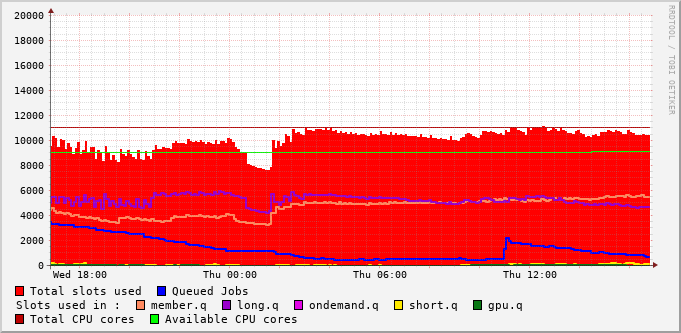 20000
18000
16000
14000
12000
10000
8000
6000
4000
2000
0
Wed 18:00 Thu 00:00 Thu 06:00 Thu 12:00
Total slots used Queued Jobs
Slots used in : member.q long.q ondemand.q short.q gpu.q
Total CPU cores Available CPU cores
RRDTOOL / TOBI OETIKER